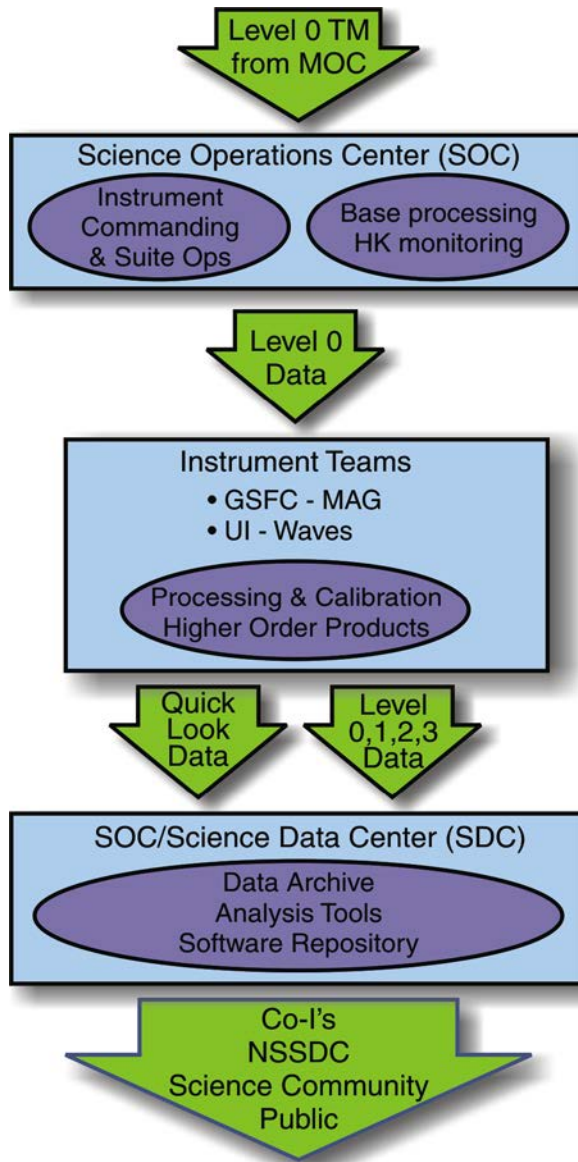 Level 0 TM
from MOC
Science Operations Center (SOC)
Instrument
Commanding
& Suite Ops
Base processing
HK monitoring
Level 0
Data
Instrument Teams
• GSFC - MAG
• UI - Waves
Processing & Calibration
Higher Order Products
Quick
Look
Data
Level
0,1,2,3
Data
SOC/Science Data Center (SDC)
Data Archive
Analysis Tools
Software Repository
Co-I's
NSSDC
Science Community
Public